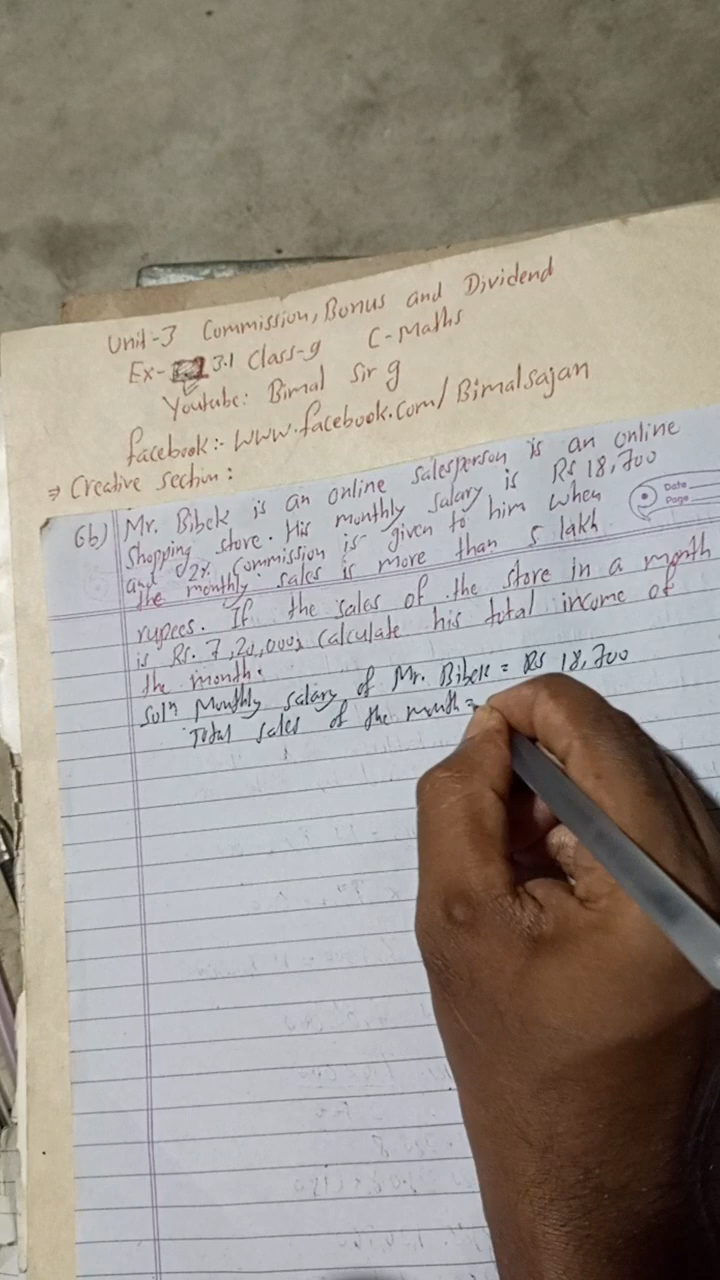 Unit-3 Commission, Bonus and Dividend
Ex- 3.1 Class-9 C-Maths
Youtube: Bimal Sir g
facebook:- www.facebook.com/Bimalsajan
⇒ Creative section:
6b) Mr. Bibek is an online salesperson is an online
Shopping store. His monthly salary is Rs 18,700
and 2% Commission is given to him when
the monthly sales is more than 5 lakh
rupees. If the sales of the store in a month
is Rs. 7,20,000, Calculate his total income of
the month.
Soln Monthly salary of Mr. Bibek = Rs 18,700
Total sales of the month =
Date
Page